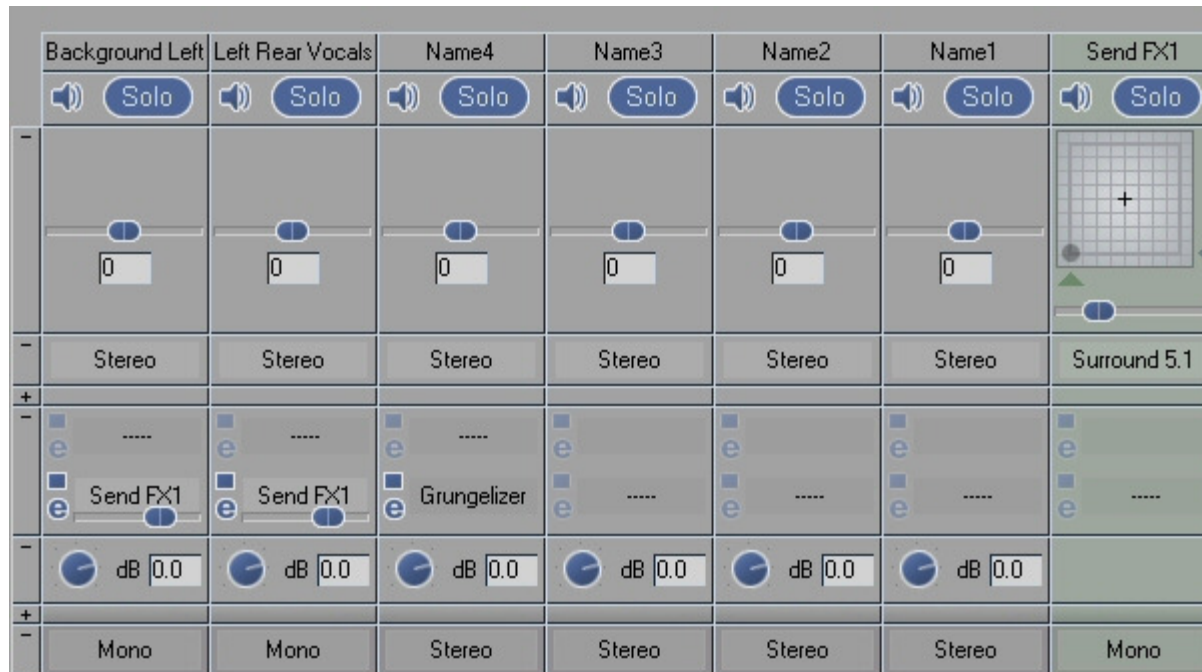 Background Left Left Rear Vocals Name4 Name3 Name2 Name1 Send FX1
Solo Solo Solo Solo Solo Solo Solo
-
0 0 0 0 0 0
- Stereo Stereo Stereo Stereo Stereo Stereo Surround 5.1
+
- ----- ----- -----
e e e e e e e
Send FX1 Send FX1 Grungelizer ----- ----- ----- -----
e e e e e e e
- dB 0.0 dB 0.0 dB 0.0 dB 0.0 dB 0.0 dB 0.0
+
- Mono Mono Stereo Stereo Stereo Stereo Mono